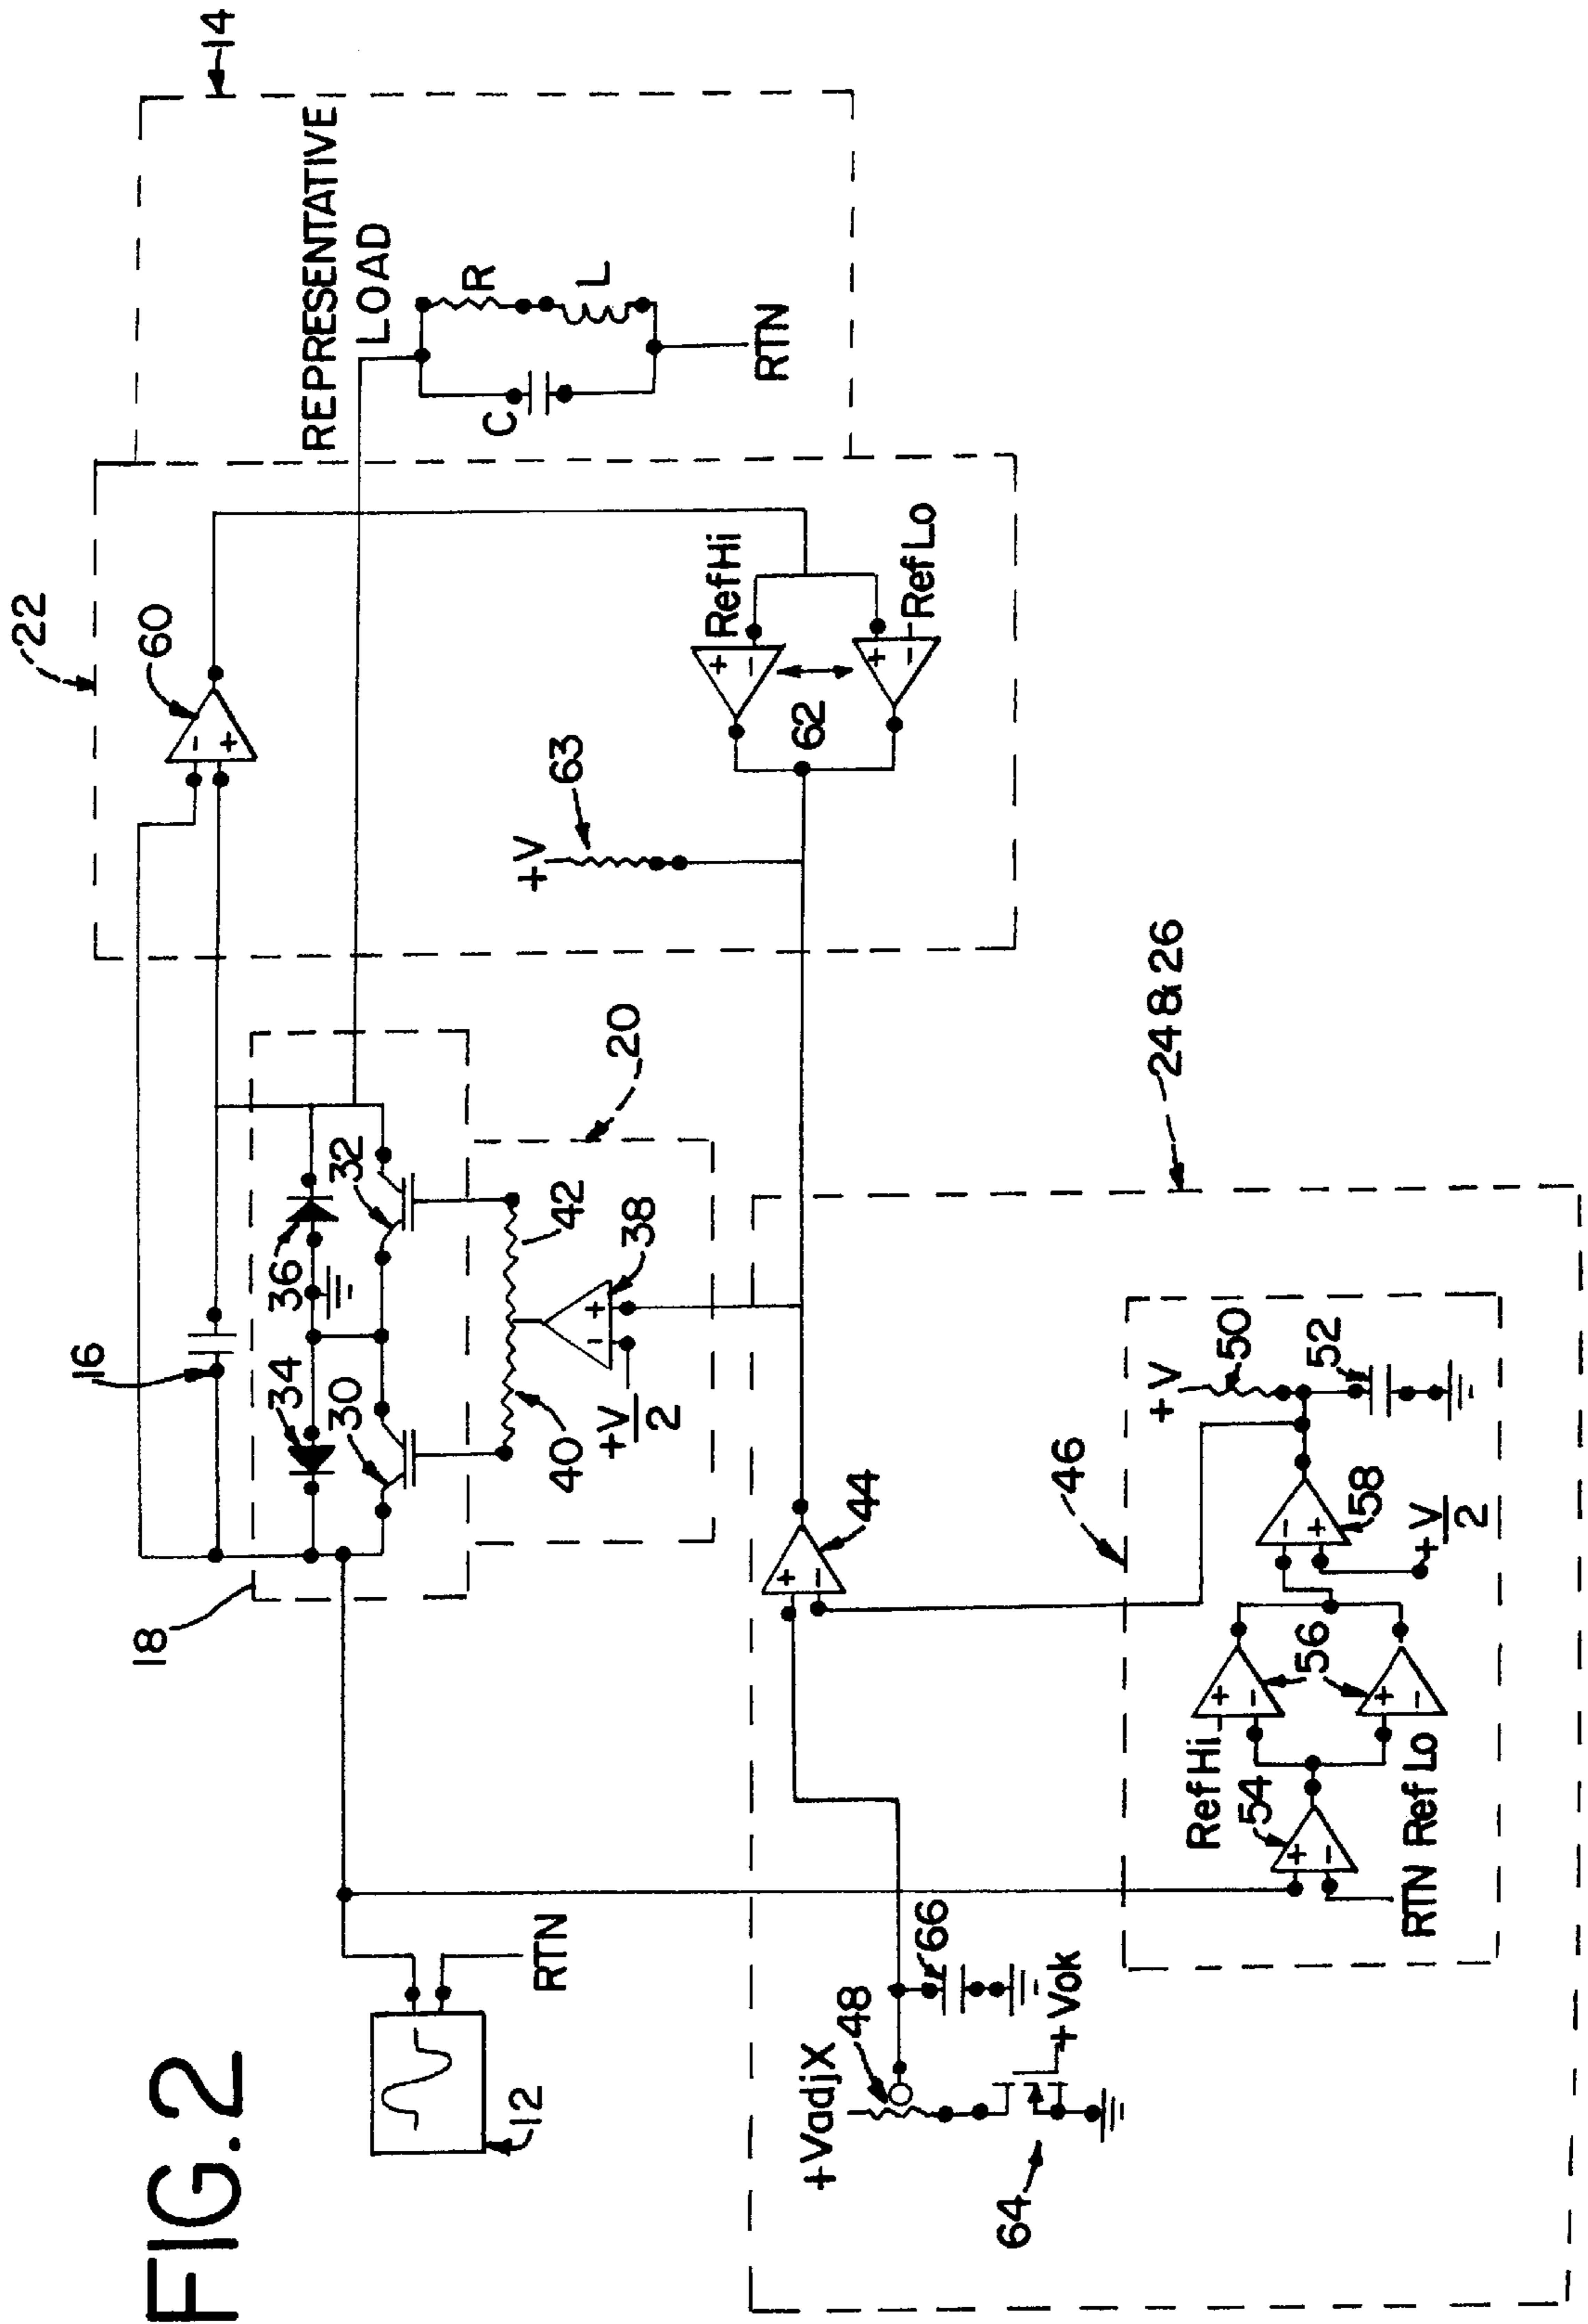 FIG.2
14
REPRESENTATIVE
LOAD
R
L
C
RTN
22
60
RefHi
RefLo
62
63
+V
16
18
34
36
30
32
20
40
42
38
+V
2
24&26
44
46
+V
50
52
58
+V
2
56
RefHi
54
RTN RefLo
12
RTN
+VadjX
48
66
+Vok
64